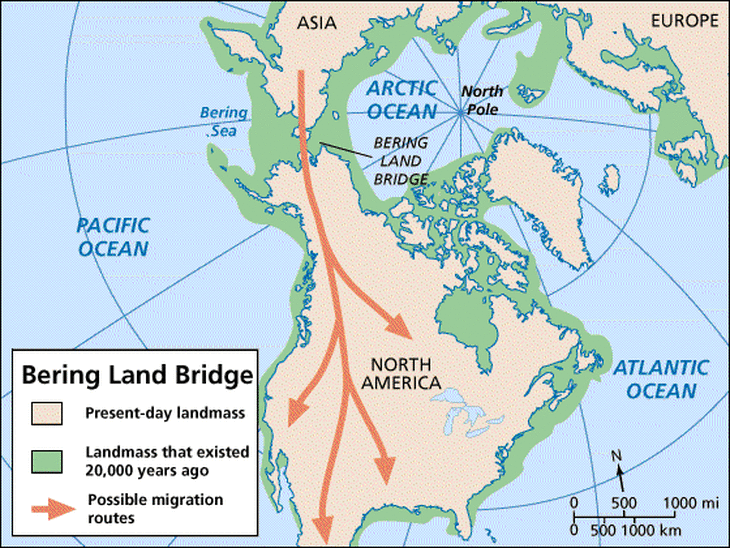 ASIA
EUROPE
ARCTIC
OCEAN
North
Pole
Bering
Sea
BERING
LAND
BRIDGE
PACIFIC
OCEAN
NORTH
AMERICA
ATLANTIC
OCEAN
Bering Land Bridge
Present-day landmass
Landmass that existed
20,000 years ago
Possible migration
routes
N
0 500 1000 mi
0 500 1000 km